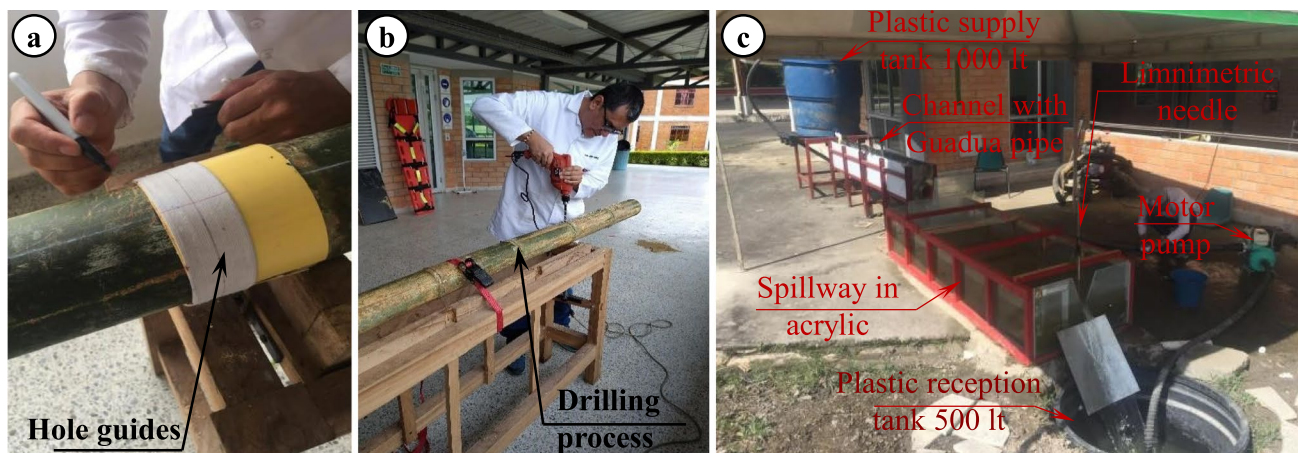 a
Hole guides
b
Drilling
process
c
Plastic supply
tank 1000 lt
Limnimetric
needle
Channel with
Guadua pipe
Motor
pump
Spillway in
acrylic
Plastic reception
tank 500 lt